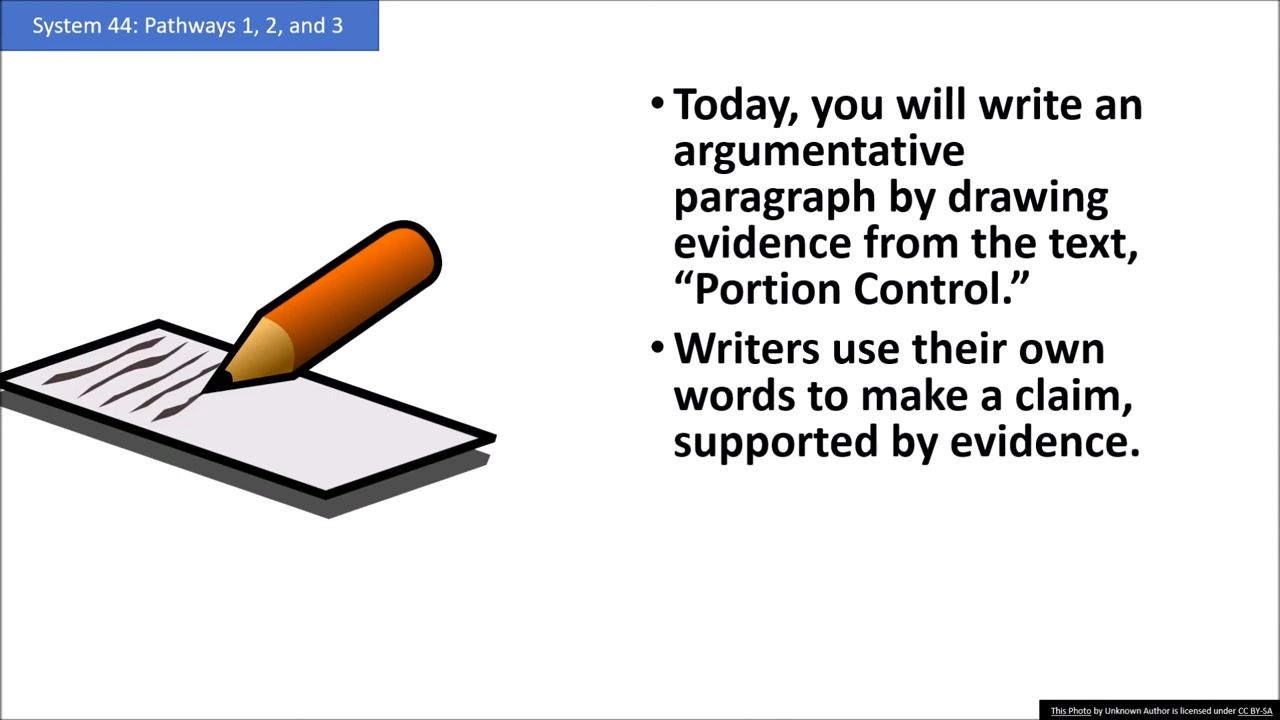 System 44: Pathways 1, 2, and 3
• Today, you will write an
argumentative
paragraph by drawing
evidence from the text,
“Portion Control.”
• Writers use their own
words to make a claim,
supported by evidence.
This Photo by Unknown Author is licensed under CC BY-SA